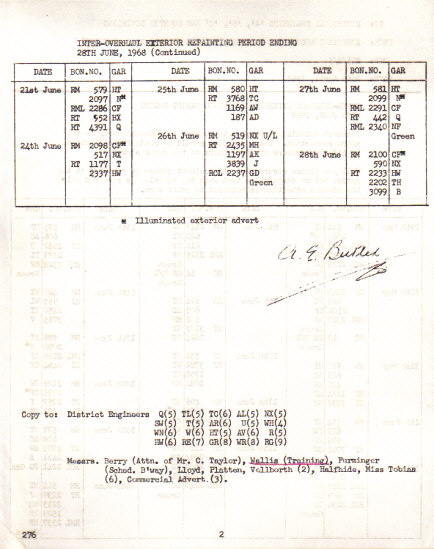 INTER-OVERHAUL EXTERIOR REPAINTING PERIOD ENDING
28TH JUNE, 1968 (Continued)
DATE BON.NO. GAR DATE BON.NO. GAR DATE BON.NO. GAR
21st June RM 579 HT 25th June RM 580 HT 27th June RM 581 HT
2097 N* RT 3768 TC 2099 N*
RML 2286 CF 1169 AW RML 2291 CF
RT 952 BX 187 AD RT 442 Q
RT 4391 Q RML 2340 NF
26th June RM 519 NX U/L Green
24th June RM 2098 CF* RT 2435 MH
517 NX 1197 AK 28th June RM 2100 CF*
RT 1177 T 3839 J 590 NX
2337 HW RCL 2237 GD RT 2233 HW
Green 2202 TH
3099 B
* Illuminated exterior advert
A. E. Butler
Copy to: District Engineers Q(5) TL(5) TC(6) AL(5) NX(5)
SW(5) T(5) AR(6) U(5) WH(4)
WN(6) W(6) HT(5) AV(6) R(5)
HW(6) RE(7) GR(8) WR(8) RG(9)
Messrs. Berry (Attn. of Mr. C. Taylor), Wallis (Training), Furminger
(Schad. B'way), Lloyd, Platten, Wellborth (2), Halfhide, Miss Tobias
(6), Commercial Advert.(3).
276 2